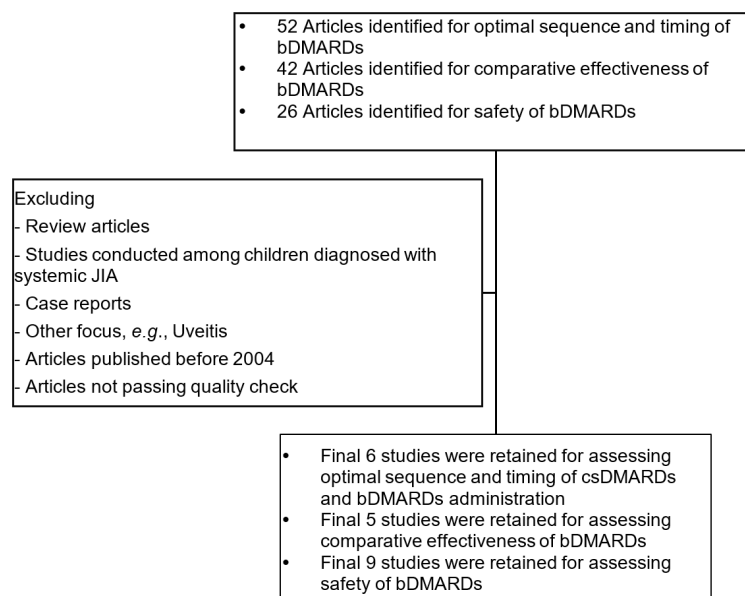 • 52 Articles identified for optimal sequence and timing of
bDMARDs
• 42 Articles identified for comparative effectiveness of
bDMARDs
• 26 Articles identified for safety of bDMARDs
Excluding
- Review articles
- Studies conducted among children diagnosed with
systemic JIA
- Case reports
- Other focus, e.g., Uveitis
- Articles published before 2004
- Articles not passing quality check
• Final 6 studies were retained for assessing
optimal sequence and timing of csDMARDs
and bDMARDs administration
• Final 5 studies were retained for assessing
comparative effectiveness of bDMARDs
• Final 9 studies were retained for assessing
safety of bDMARDs